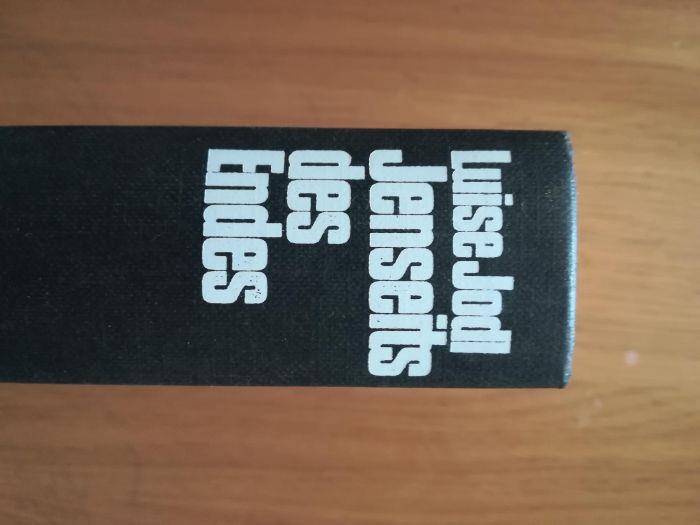 Luise Jodl
Jenseits
des
Endes